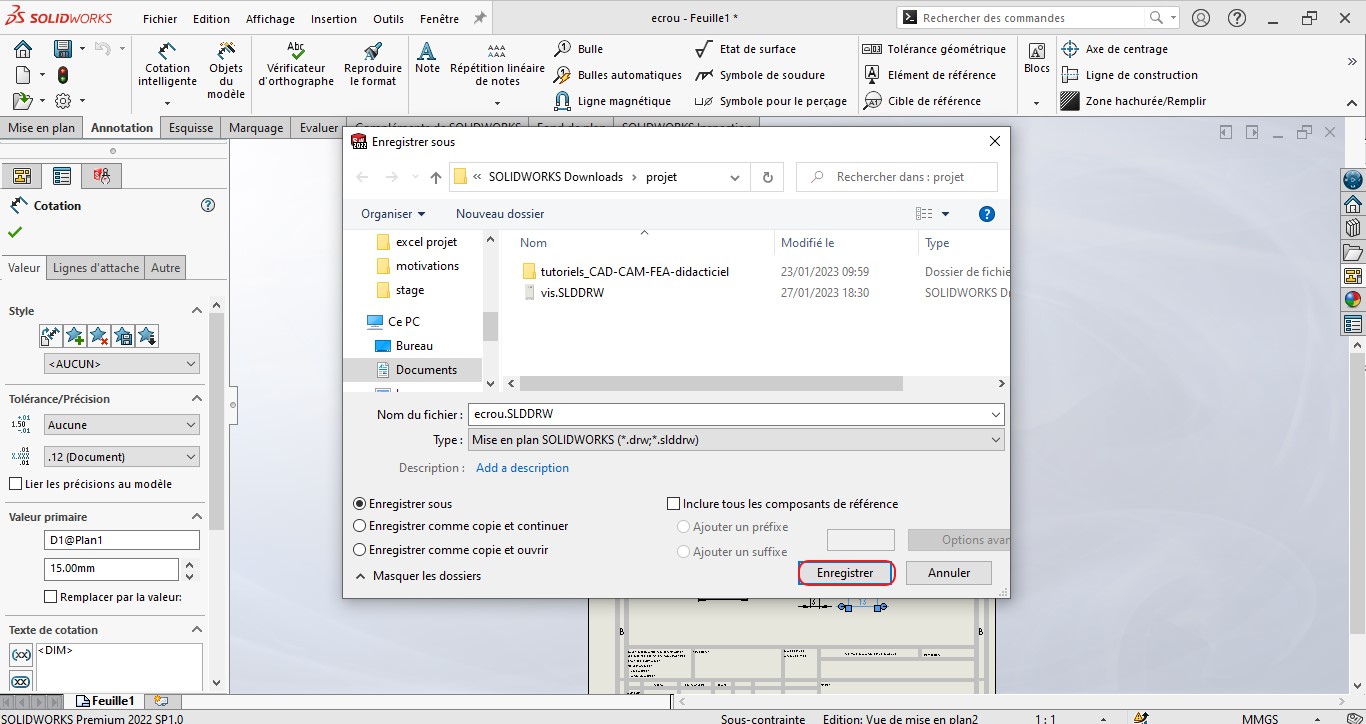 SOLIDWORKS
Fichier Edition Affichage Insertion Outils Fenêtre
ecrou - Feuille1 *
Rechercher des commandes
Cotation intelligente
Objets du modèle
Abc
Vérificateur d'orthographe
Reproduire le format
Note
Répétition linéaire de notes
Bulle
Bulles automatiques
Ligne magnétique
Etat de surface
Symbole de soudure
Symbole pour le perçage
Tolérance géométrique
Elément de référence
Cible de référence
Blocs
Axe de centrage
Ligne de construction
Zone hachurée/Remplir
Mise en plan Annotation Esquisse Marquage Evaluer
Cotation
Valeur Lignes d'attache Autre
Style
<AUCUN>
Tolérance/Précision
Aucune
.12 (Document)
Lier les précisions au modèle
Valeur primaire
D1@Plan1
15.00mm
Remplacer par la valeur:
Texte de cotation
<DIM>
Enregistrer sous
« SOLIDWORKS Downloads › projet
Rechercher dans : projet
Organiser Nouveau dossier
excel projet
motivations
stage
Ce PC
Bureau
Documents
Nom Modifié le Type
tutoriels_CAD-CAM-FEA-didacticiel 23/01/2023 09:59 Dossier de fichie
vis.SLDDRW 27/01/2023 18:30 SOLIDWORKS D
Nom du fichier : ecrou.SLDDRW
Type : Mise en plan SOLIDWORKS (*.drw;*.slddrw)
Description : Add a description
Enregistrer sous
Enregistrer comme copie et continuer
Enregistrer comme copie et ouvrir
Inclure tous les composants de référence
Ajouter un préfixe
Ajouter un suffixe
Options avan
Masquer les dossiers
Enregistrer Annuler
B B
Feuille1
SOLIDWORKS Premium 2022 SP1.0
Sous-contrainte Edition: Vue de mise en plan2 1 : 1 MMGS